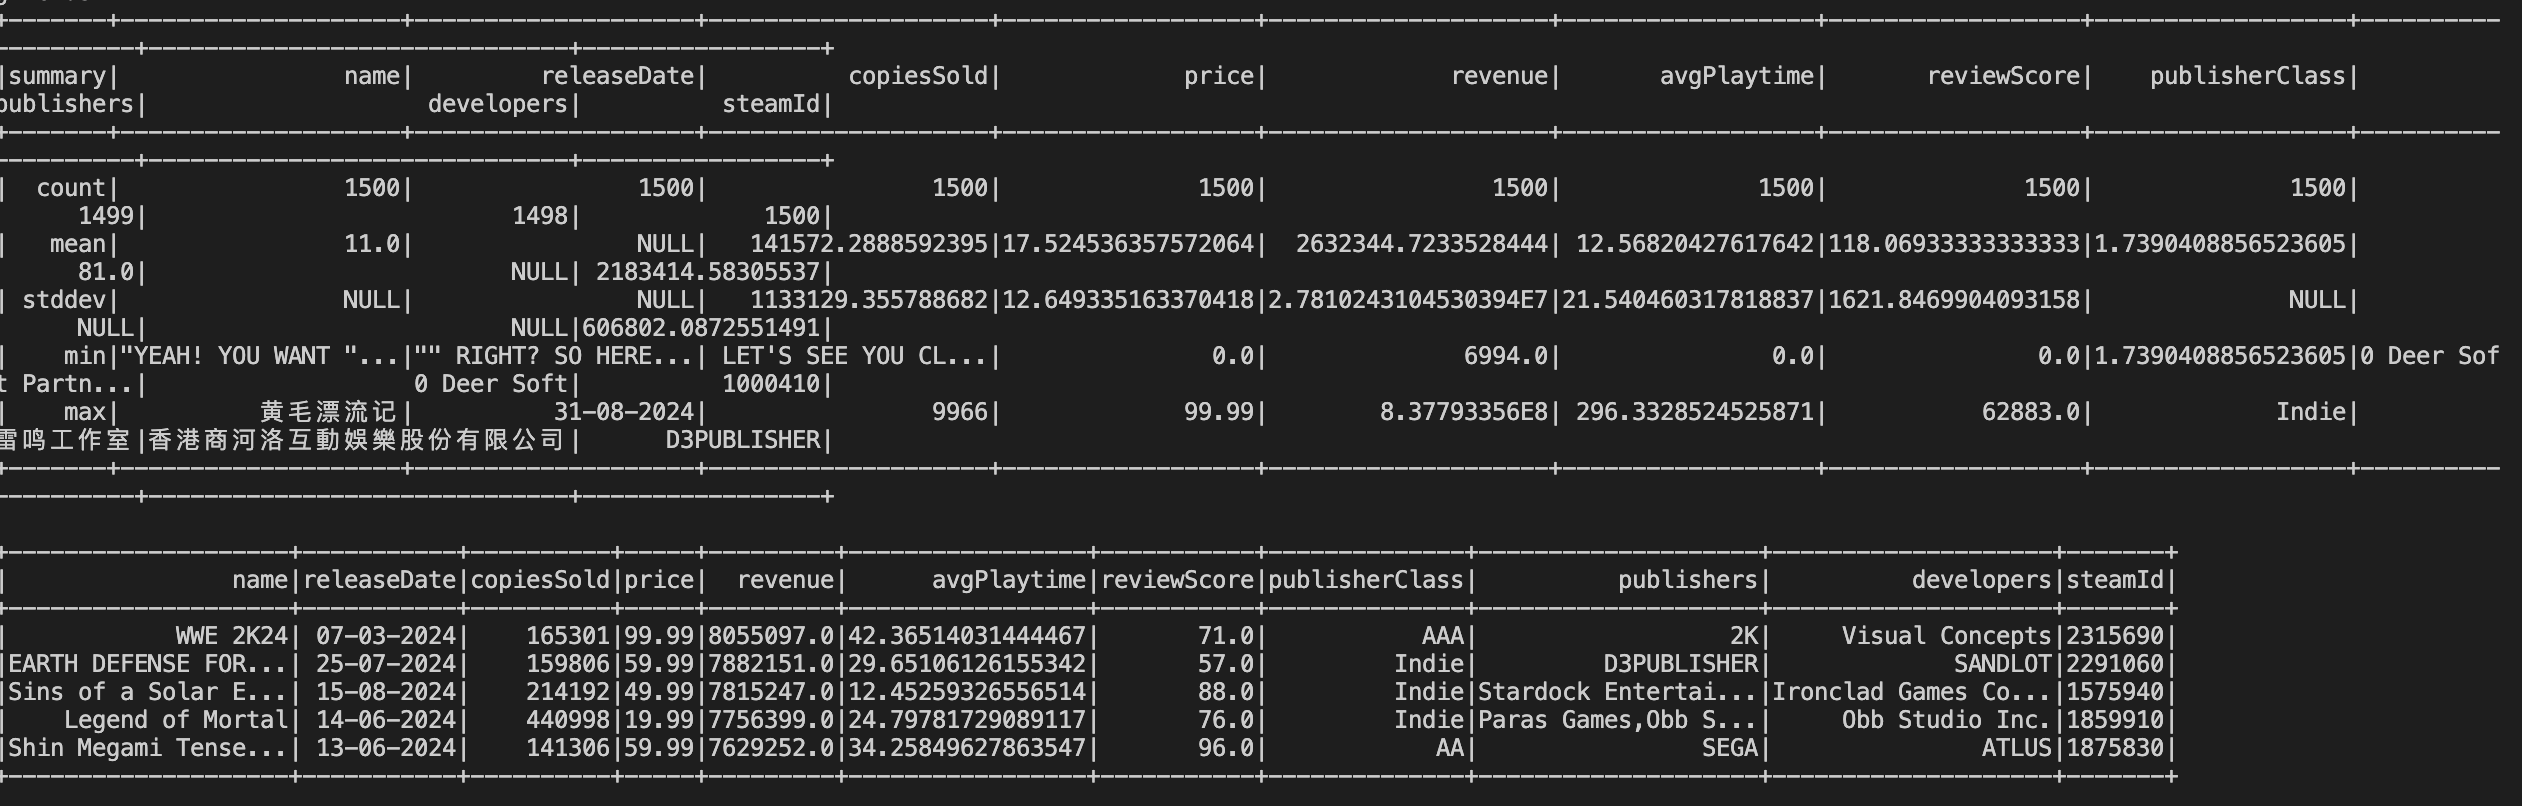 +-------+--------------------+--------------------+--------------------+------------------+--------------------+------------------+------------------+------------------+----------
----------+------------------------------+-----------------+
|summary|                name|         releaseDate|          copiesSold|             price|             revenue|       avgPlaytime|       reviewScore|    publisherClass|
publishers|                    developers|          steamId|
+-------+--------------------+--------------------+--------------------+------------------+--------------------+------------------+------------------+------------------+----------
----------+------------------------------+-----------------+
|  count|                1500|                1500|                1500|              1500|                1500|              1500|              1500|              1500|
      1499|                          1498|             1500|
|   mean|                11.0|                NULL|   141572.2888592395|17.524536357572064|  2632344.7233528444| 12.56820427617642|118.06933333333333|1.7390408856523605|
      81.0|                          NULL| 2183414.58305537|
| stddev|                NULL|                NULL|   1133129.355788682|12.649335163370418|2.7810243104530394E7|21.540460317818837|1621.8469904093158|              NULL|
      NULL|                          NULL|606802.0872551491|
|    min|"YEAH! YOU WANT "...|"" RIGHT? SO HERE...| LET'S SEE YOU CL...|               0.0|              6994.0|               0.0|               0.0|1.7390408856523605|0 Deer Sof
t Partn...|                   0 Deer Soft|          1000410|
|    max|          黄毛漂流记|          31-08-2024|                9966|             99.99|        8.37793356E8| 296.3328524525871|           62883.0|             Indie|
雷鸣工作室|香港商河洛互動娛樂股份有限公司|      D3PUBLISHER|
+-------+--------------------+--------------------+--------------------+------------------+--------------------+------------------+------------------+------------------+----------
----------+------------------------------+-----------------+
+--------------------+-----------+----------+-----+---------+-----------------+-----------+--------------+--------------------+--------------------+-------+
|                name|releaseDate|copiesSold|price|  revenue|      avgPlaytime|reviewScore|publisherClass|          publishers|          developers|steamId|
+--------------------+-----------+----------+-----+---------+-----------------+-----------+--------------+--------------------+--------------------+-------+
|            WWE 2K24| 07-03-2024|    165301|99.99|8055097.0|42.36514031444467|       71.0|           AAA|                  2K|     Visual Concepts|2315690|
|EARTH DEFENSE FOR...| 25-07-2024|    159806|59.99|7882151.0|29.65106126155342|       57.0|         Indie|         D3PUBLISHER|             SANDLOT|2291060|
|Sins of a Solar E...| 15-08-2024|    214192|49.99|7815247.0|12.45259326556514|       88.0|         Indie|Stardock Entertai...|Ironclad Games Co...|1575940|
|    Legend of Mortal| 14-06-2024|    440998|19.99|7756399.0|24.79781729089117|       76.0|         Indie|Paras Games,Obb S...|     Obb Studio Inc.|1859910|
|Shin Megami Tense...| 13-06-2024|    141306|59.99|7629252.0|34.25849627863547|       96.0|            AA|                SEGA|               ATLUS|1875830|
+--------------------+-----------+----------+-----+---------+-----------------+-----------+--------------+--------------------+--------------------+-------+